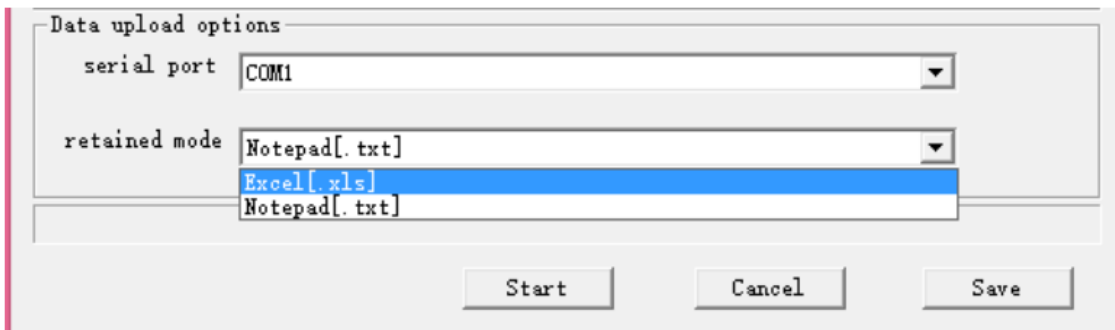 Data upload options
serial port COM1
retained mode Notepad[.txt]
Excel[.xls]
Notepad[.txt]
Start Cancel Save